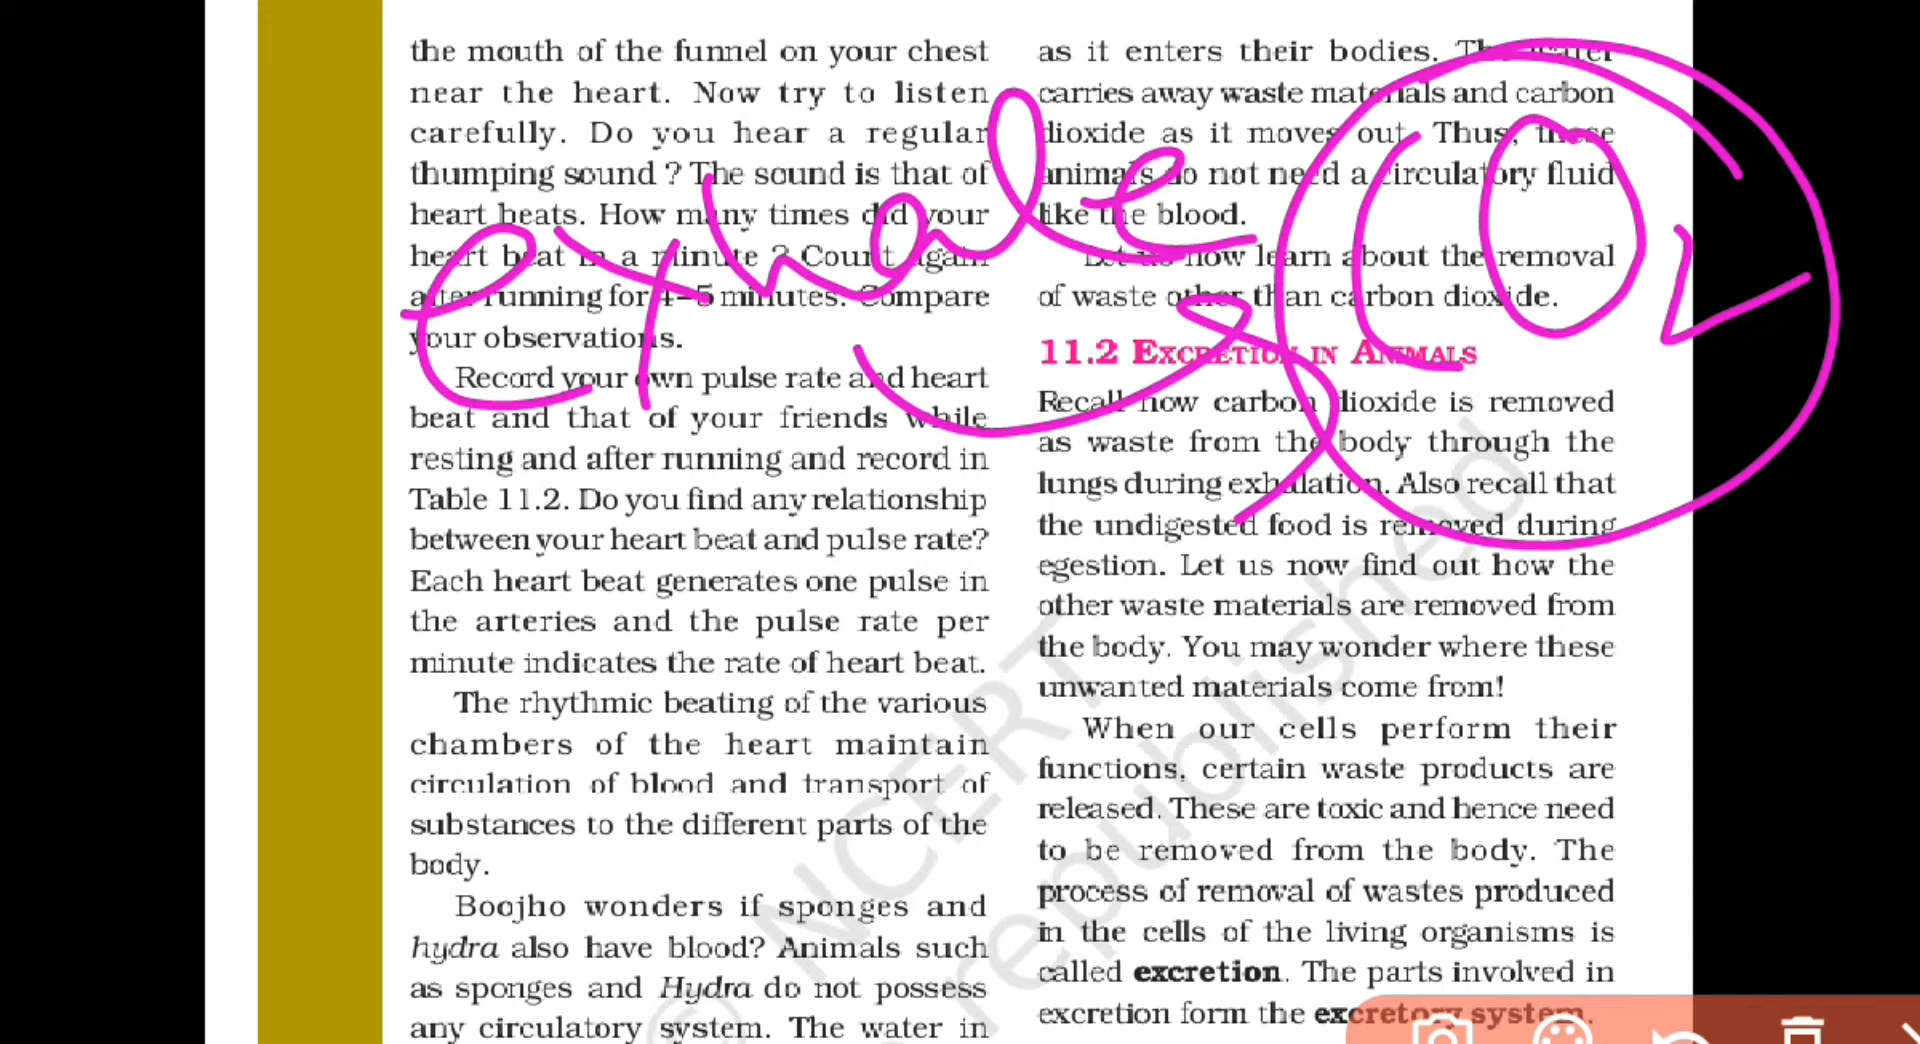 the mouth of the funnel on your chest
near the heart. Now try to listen
carefully. Do you hear a regular
thumping sound ? The sound is that of
heart beats. How many times did your
heart beat in a minute ? Count again
after running for 4–5 minutes. Compare
your observations.
Record your own pulse rate and heart
beat and that of your friends while
resting and after running and record in
Table 11.2. Do you find any relationship
between your heart beat and pulse rate?
Each heart beat generates one pulse in
the arteries and the pulse rate per
minute indicates the rate of heart beat.
The rhythmic beating of the various
chambers of the heart maintain
circulation of blood and transport of
substances to the different parts of the
body.
Boojho wonders if sponges and
hydra also have blood? Animals such
as sponges and Hydra do not possess
any circulatory system. The water in
as it enters their bodies. The water
carries away waste materials and carbon
dioxide as it moves out. Thus, these
animals do not need a circulatory fluid
like the blood.
Let us now learn about the removal
of waste other than carbon dioxide.
11.2 EXCRETION IN ANIMALS
Recall how carbon dioxide is removed
as waste from the body through the
lungs during exhalation. Also recall that
the undigested food is removed during
egestion. Let us now find out how the
other waste materials are removed from
the body. You may wonder where these
unwanted materials come from!
When our cells perform their
functions, certain waste products are
released. These are toxic and hence need
to be removed from the body. The
process of removal of wastes produced
in the cells of the living organisms is
called excretion. The parts involved in
excretion form the excretory system.
exhale
CO2
© NCERT
republished